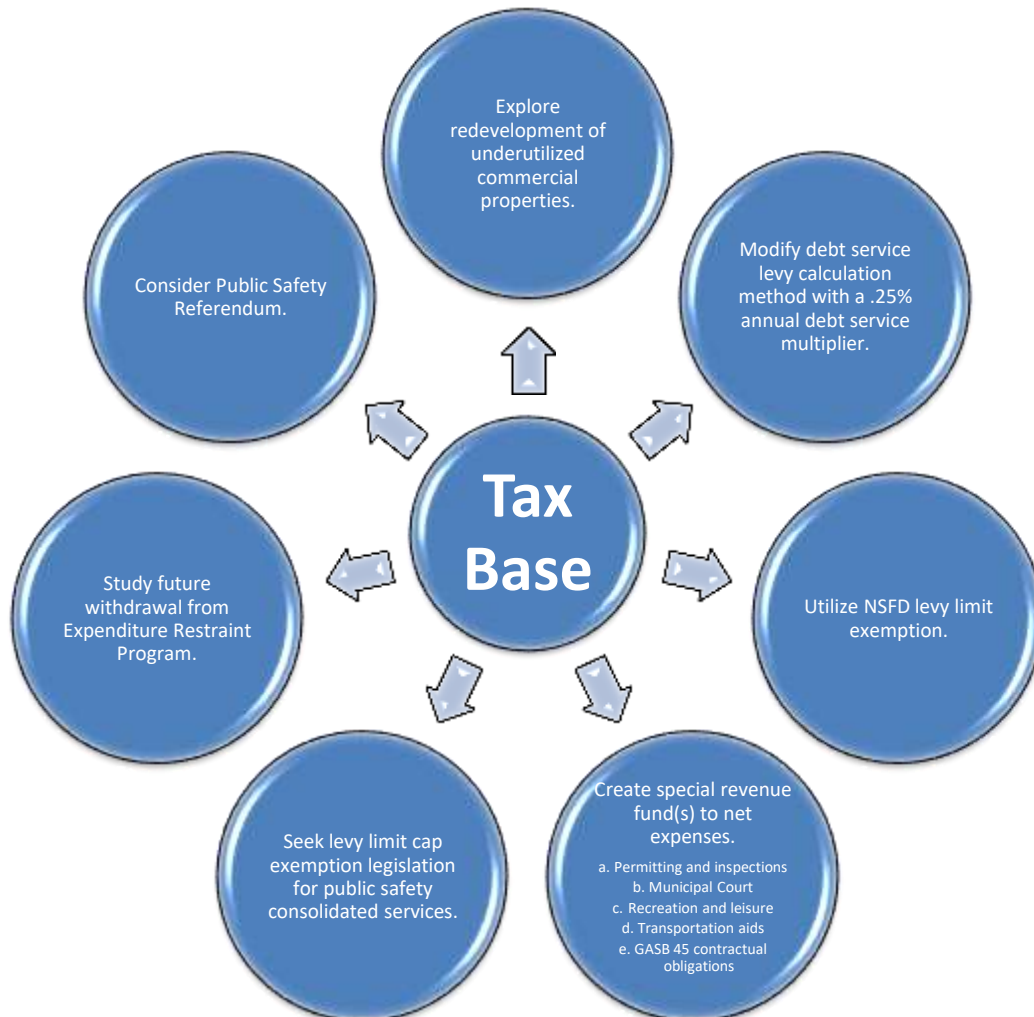 Explore
redevelopment of
underutilized
commercial
properties.
Modify debt service
levy calculation
method with a .25%
annual debt service
multiplier.
Utilize NSFD levy limit
exemption.
Create special revenue
fund(s) to net
expenses.
a. Permitting and inspections
b. Municipal Court
c. Recreation and leisure
d. Transportation aids
e. GASB 45 contractual
obligations
Seek levy limit cap
exemption legislation
for public safety
consolidated services.
Study future
withdrawal from
Expenditure Restraint
Program.
Consider Public Safety
Referendum.
Tax
Base